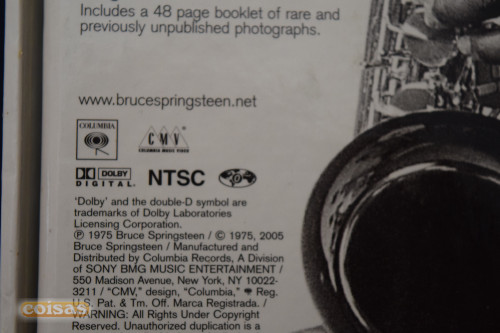 Includes a 48 page booklet of rare and
previously unpublished photographs.
www.brucespringsteen.net
COLUMBIA
CMV
COLUMBIA MUSIC VIDEO
DOLBY
DIGITAL
NTSC
'Dolby' and the double-D symbol are
trademarks of Dolby Laboratories
Licensing Corporation.
℗ 1975 Bruce Springsteen / © 1975, 2005
Bruce Springsteen / Manufactured and
Distributed by Columbia Records, A Division
of SONY BMG MUSIC ENTERTAINMENT /
550 Madison Avenue, New York, NY 10022-
3211 / "CMV," design, "Columbia," Reg.
U.S. Pat. & Tm. Off. Marca Registrada. /
WARNING: All Rights Under Copyright
Reserved. Unauthorized duplication is a
coisas